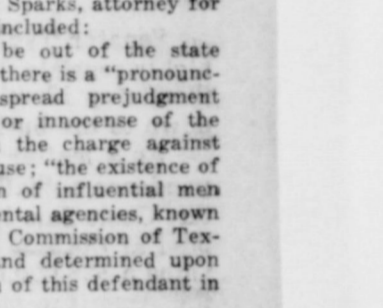 Sparks, attorney for
ncluded:
be out of the state
there is a "pronounc-
spread prejudgment
or innocense of the
the charge against
use; "the existence of
n of influential men
ental agencies, known
Commission of Tex-
nd determined upon
of this defendant in